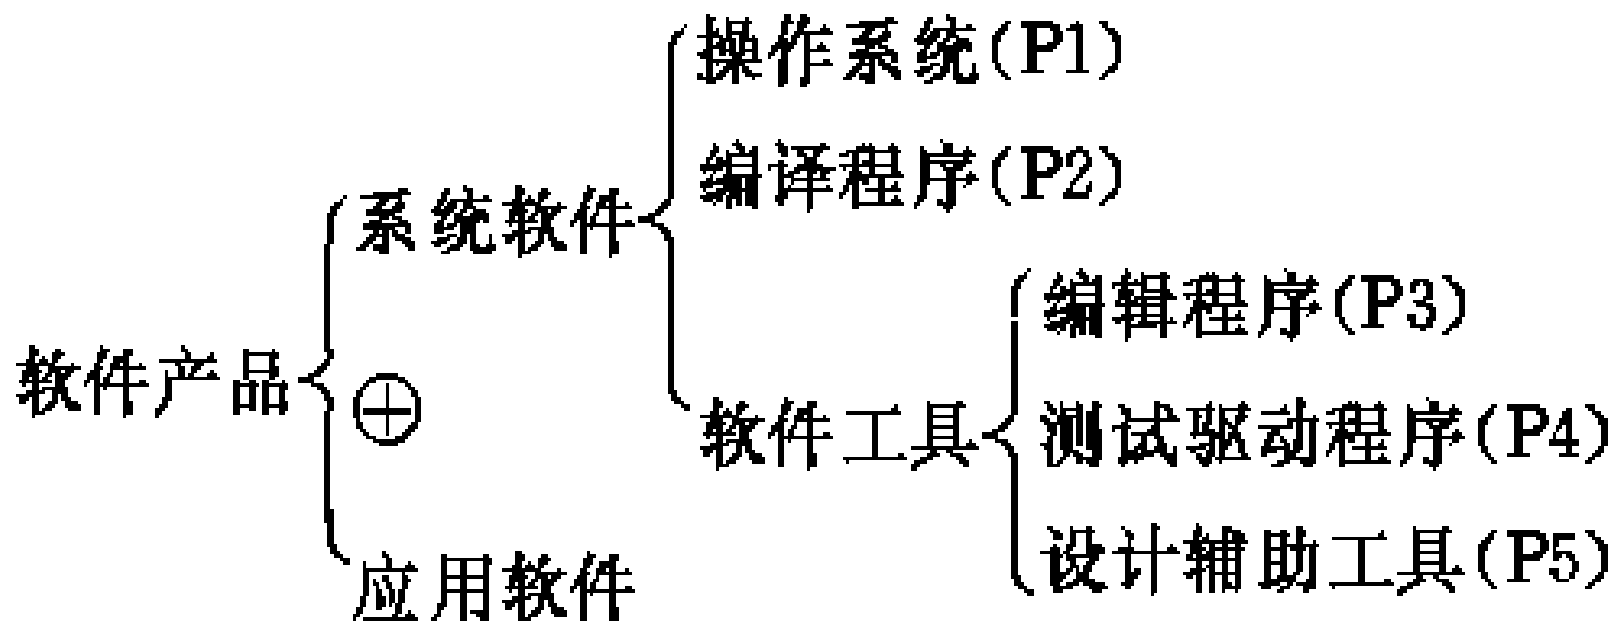 操作系统(P1)
编译程序(P2)
系统软件
编辑程序(P3)
软件产品
⊕
软件工具
测试驱动程序(P4)
设计辅助工具(P5)
应用软件